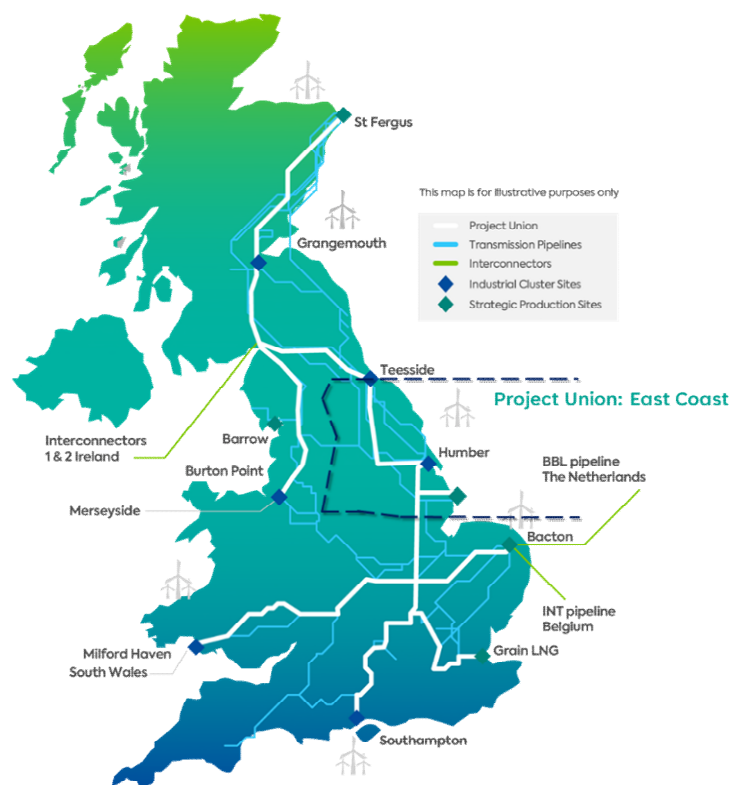 St Fergus
This map is for illustrative purposes only
Project Union
Transmission Pipelines
Interconnectors
Industrial Cluster Sites
Strategic Production Sites
Grangemouth
Teesside
Project Union: East Coast
Interconnectors
1 & 2 Ireland
Barrow
Burton Point
Humber
BBL pipeline
The Netherlands
Merseyside
Bacton
INT pipeline
Belgium
Milford Haven
South Wales
Grain LNG
Southampton